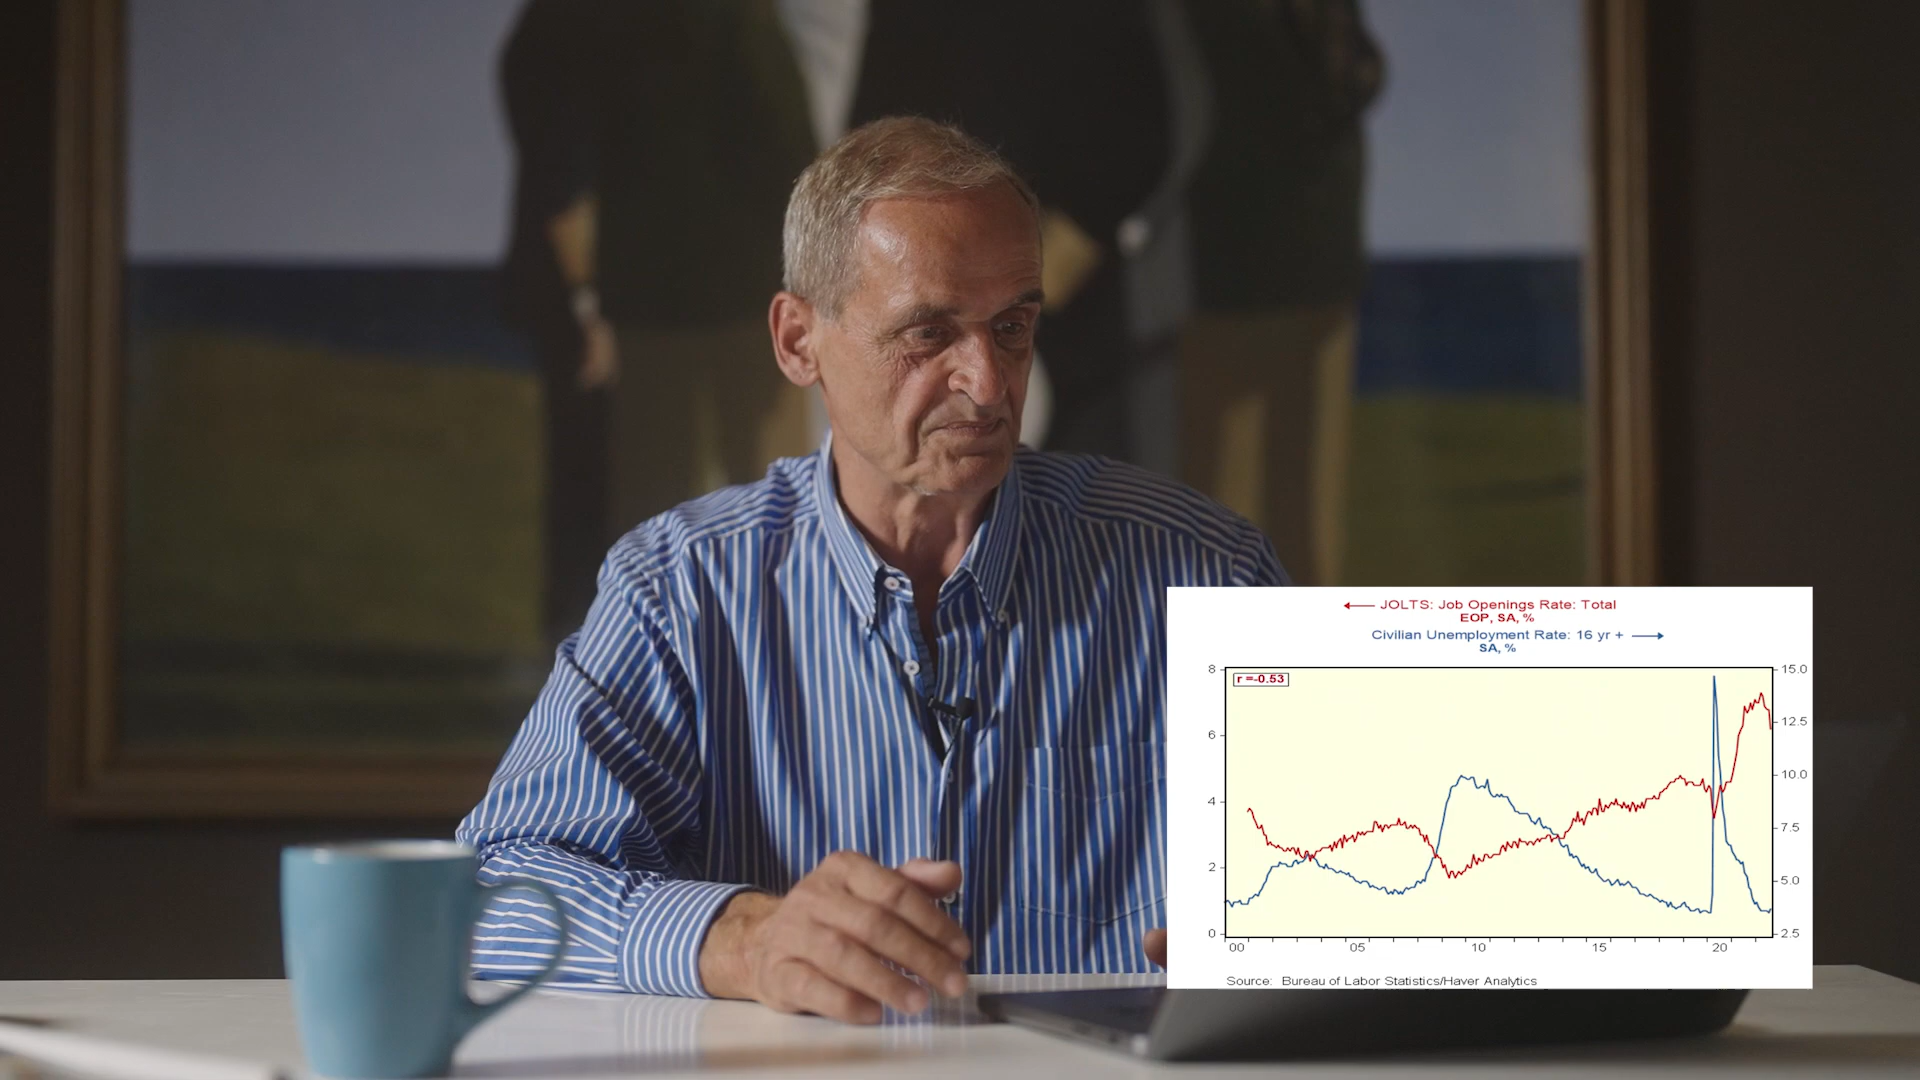 JOLTS: Job Openings Rate: Total
EOP, SA, %
Civilian Unemployment Rate: 16 yr +
SA, %
r =-0.53
8
6
4
2
0
15.0
12.5
10.0
7.5
5.0
2.5
00 05 10 15 20
Source: Bureau of Labor Statistics/Haver Analytics